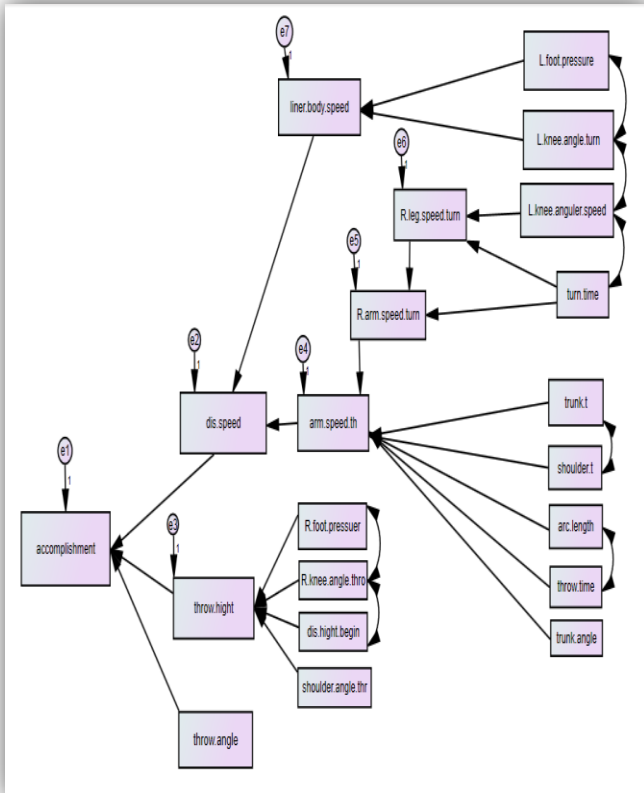 e7
1
liner.body.speed
L.foot.pressure
L.knee.angle.turn
e6
1
R.leg.speed.turn
L.knee.anguler.speed
e5
1
R.arm.speed.turn
turn.time
e2
1
dis.speed
e4
1
arm.speed.th
trunk.t
shoulder.t
arc.length
throw.time
trunk.angle
e1
1
accomplishment
e3
1
throw.hight
R.foot.pressuer
R.knee.angle.thro
dis.hight.begin
shoulder.angle.thr
throw.angle